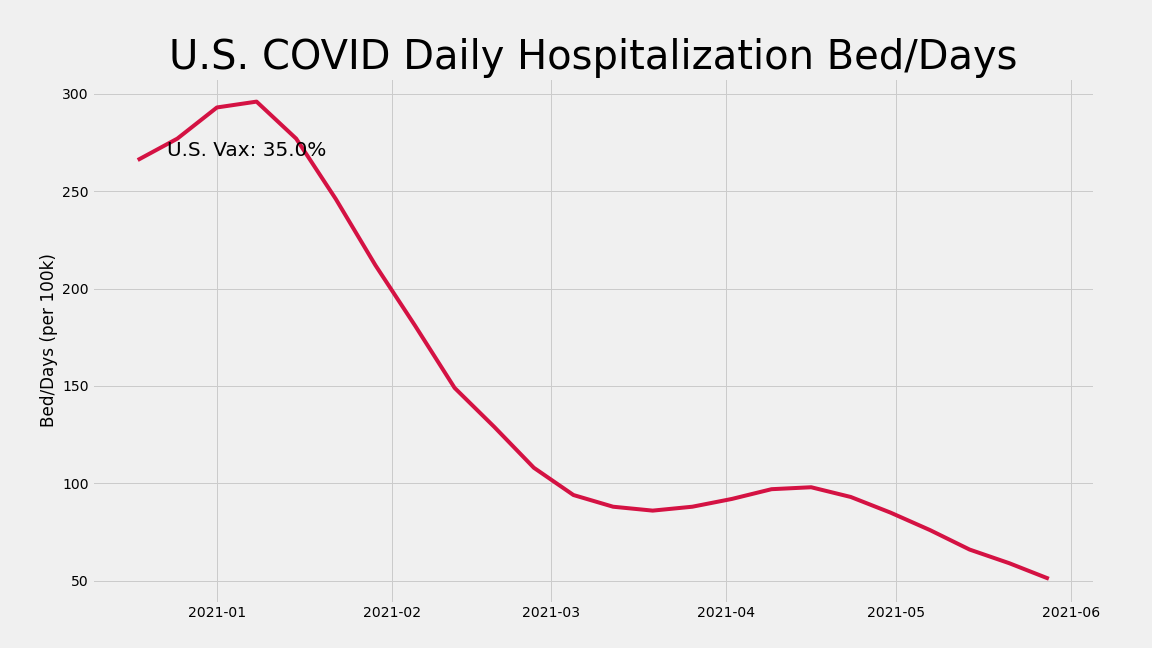 U.S. COVID Daily Hospitalization Bed/Days
300
U.S. Vax: 35.0%
250
Bed/Days (per 100k)
200
150
100
50
2021-01 2021-02 2021-03 2021-04 2021-05 2021-06